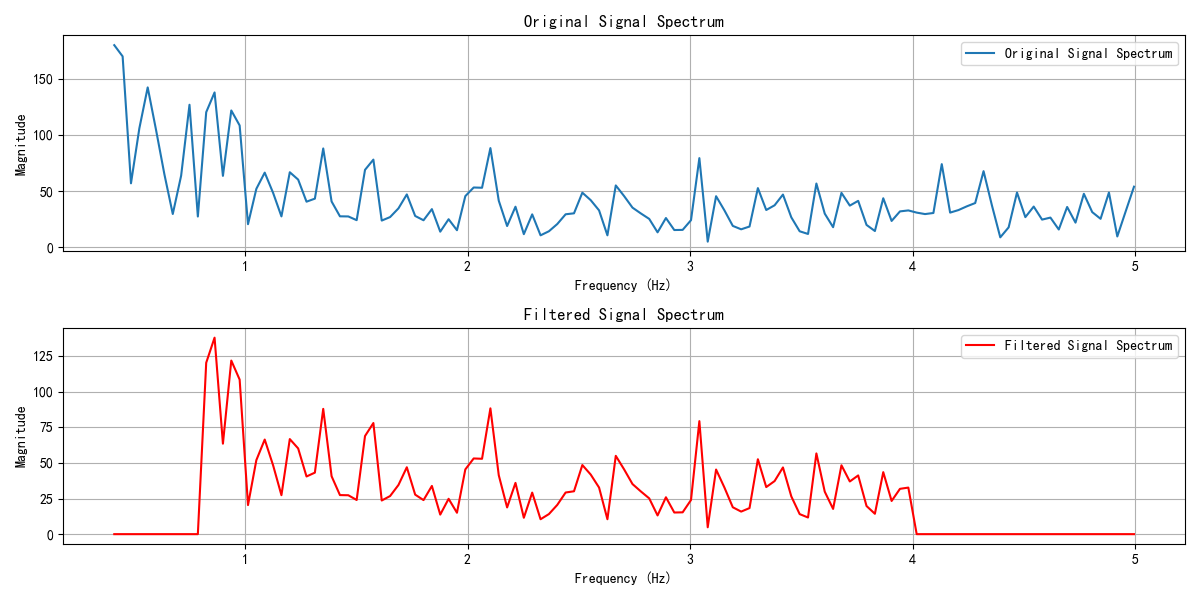 Original Signal Spectrum
Original Signal Spectrum
150
100
50
0
Magnitude
1 2 3 4 5
Frequency (Hz)
Filtered Signal Spectrum
Filtered Signal Spectrum
125
100
75
50
25
0
Magnitude
1 2 3 4 5
Frequency (Hz)